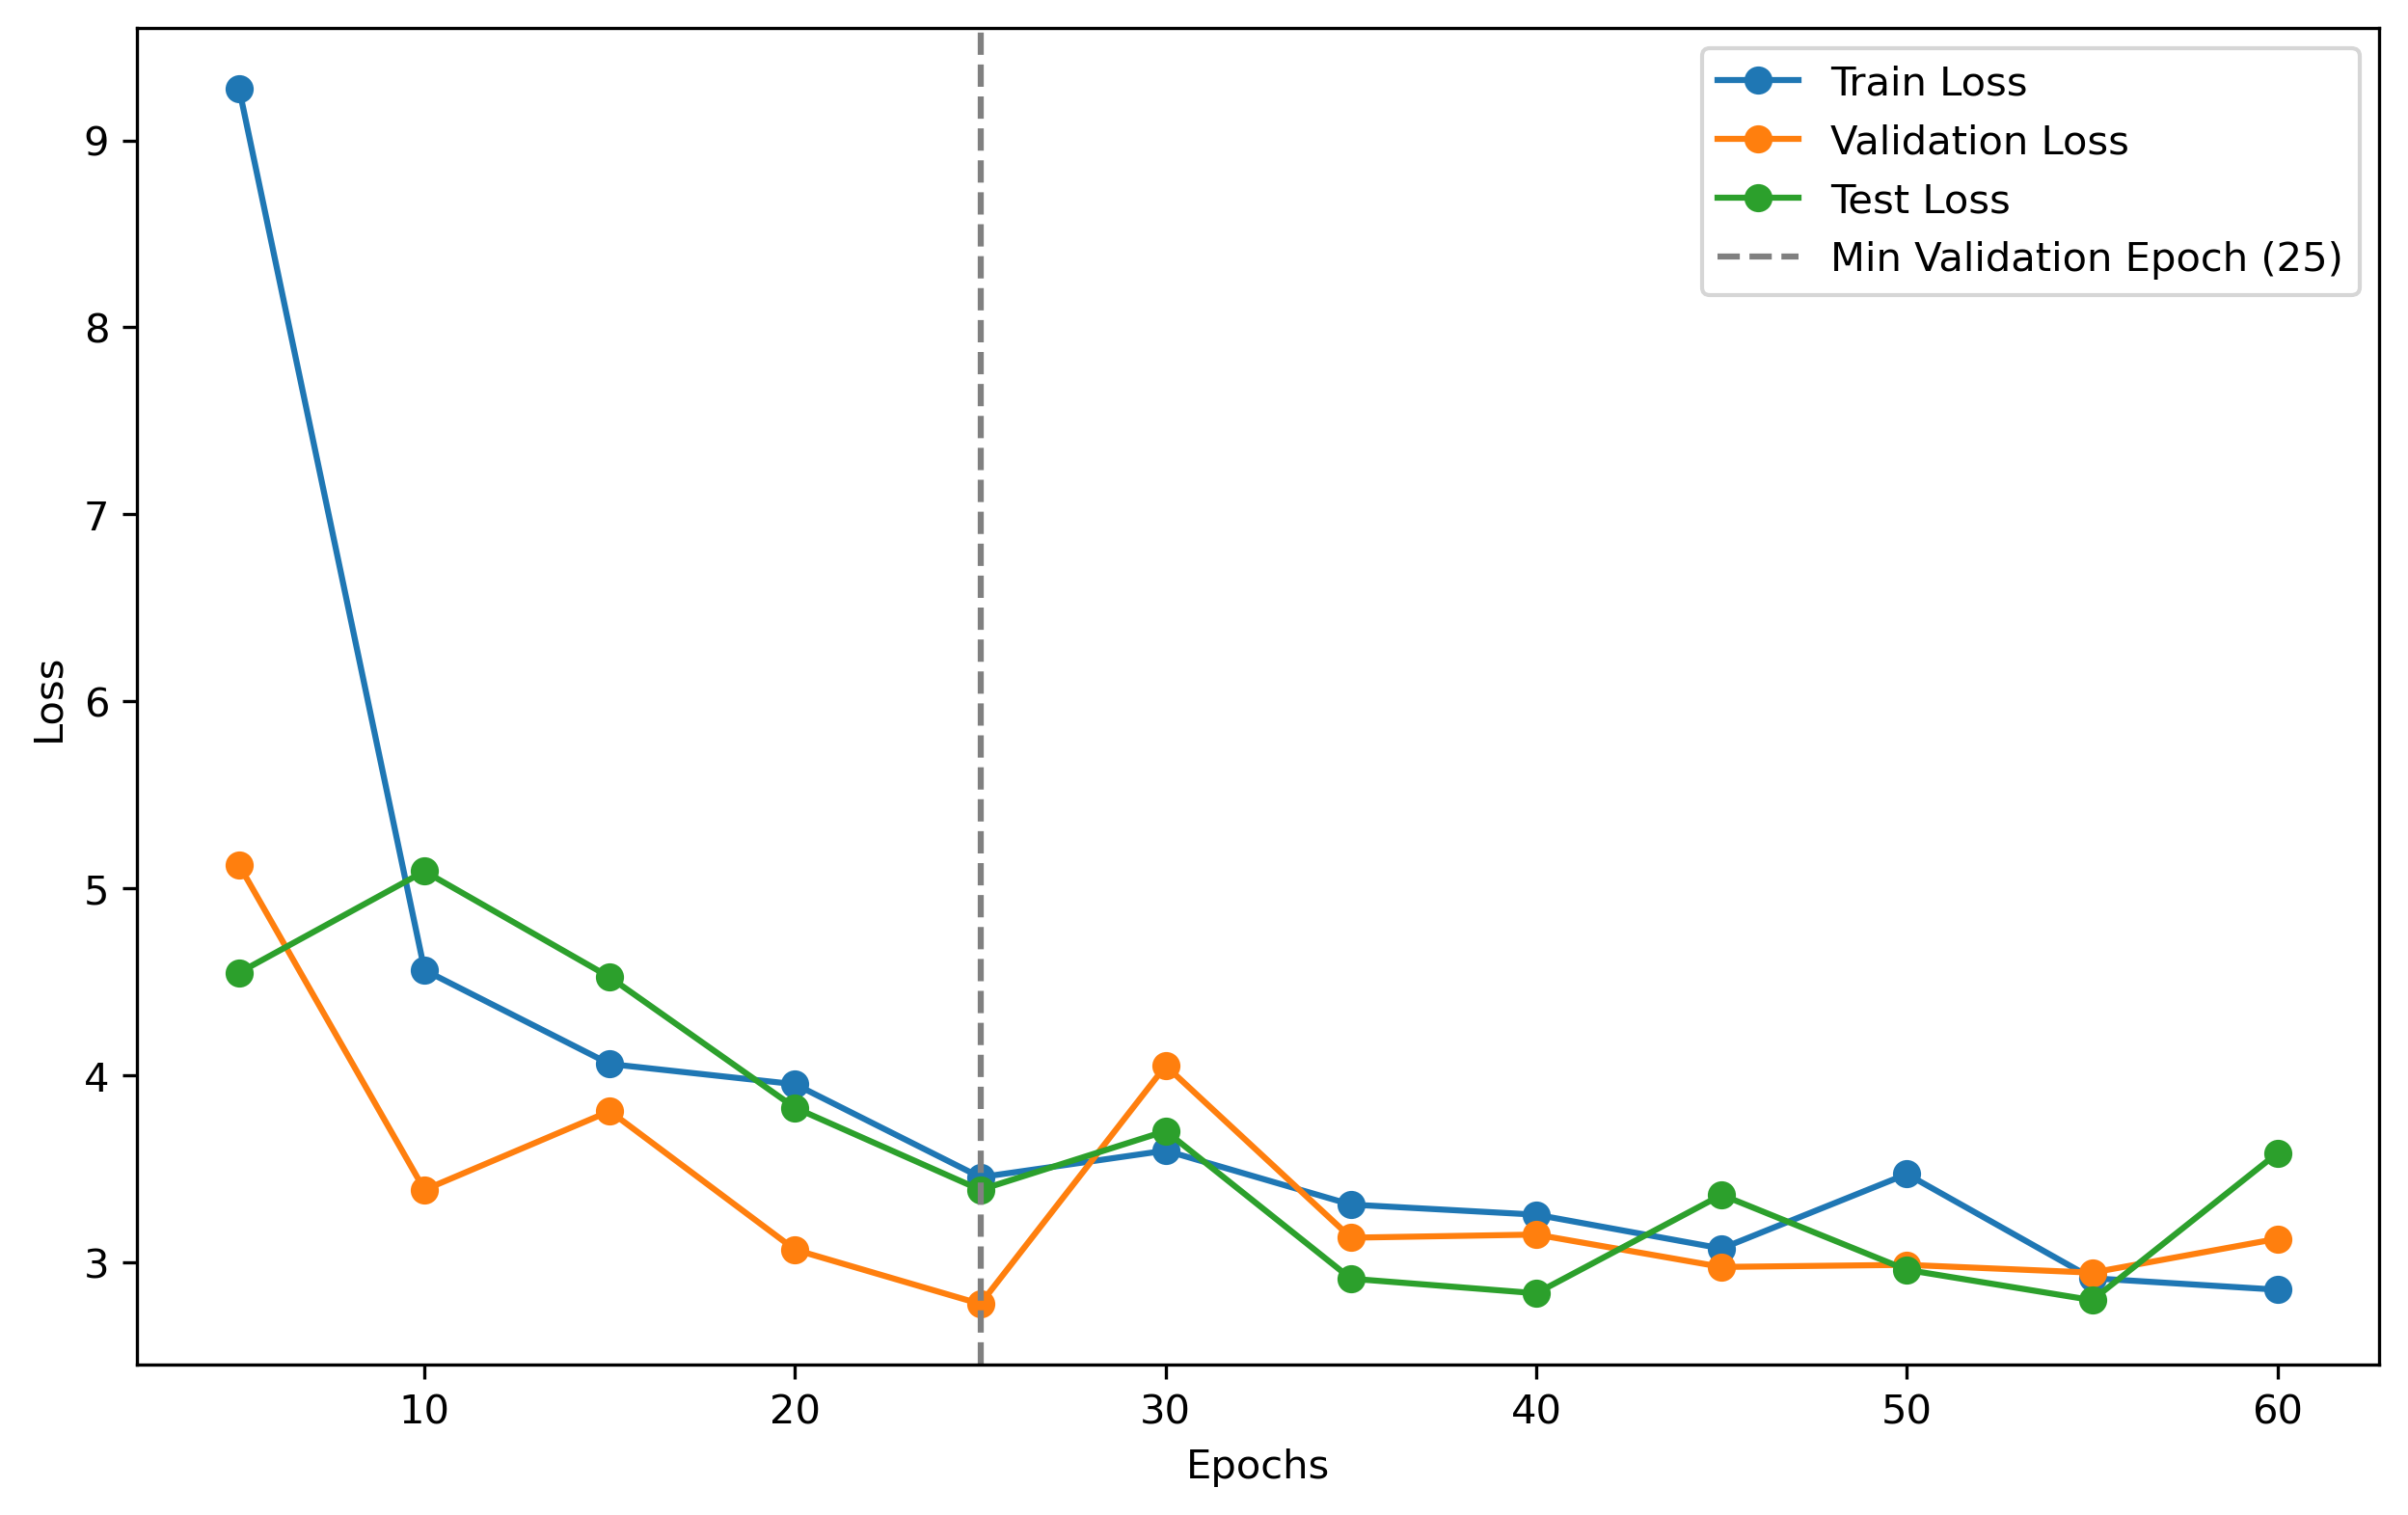 Train Loss
Validation Loss
Test Loss
Min Validation Epoch (25)
9
8
7
6
5
4
3
Loss
10 20 30 40 50 60
Epochs